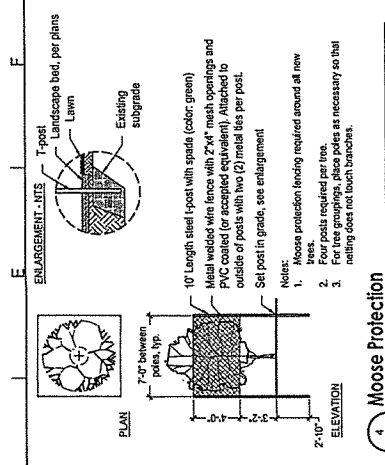 ENLARGEMENT - NTS
T-post
Landscape bed, per plans
Lawn
Existing
subgrade
PLAN
7'-0" between
poles, typ.
10' Length steel t-post with spade (color: green)
Metal welded wire fence with 2"x4" mesh openings and
PVC coated (or accepted equivalent). Attached to
outside of posts with two (2) metal ties per post.
Set post in grade, see enlargement
4'-0"
3'-2"
2'-10"
ELEVATION
Notes:
1. Moose protection fencing required around all new
trees.
2. Four posts required per tree.
3. For tree groupings, place poles as necessary so that
netting does not touch branches.
4 Moose Protection